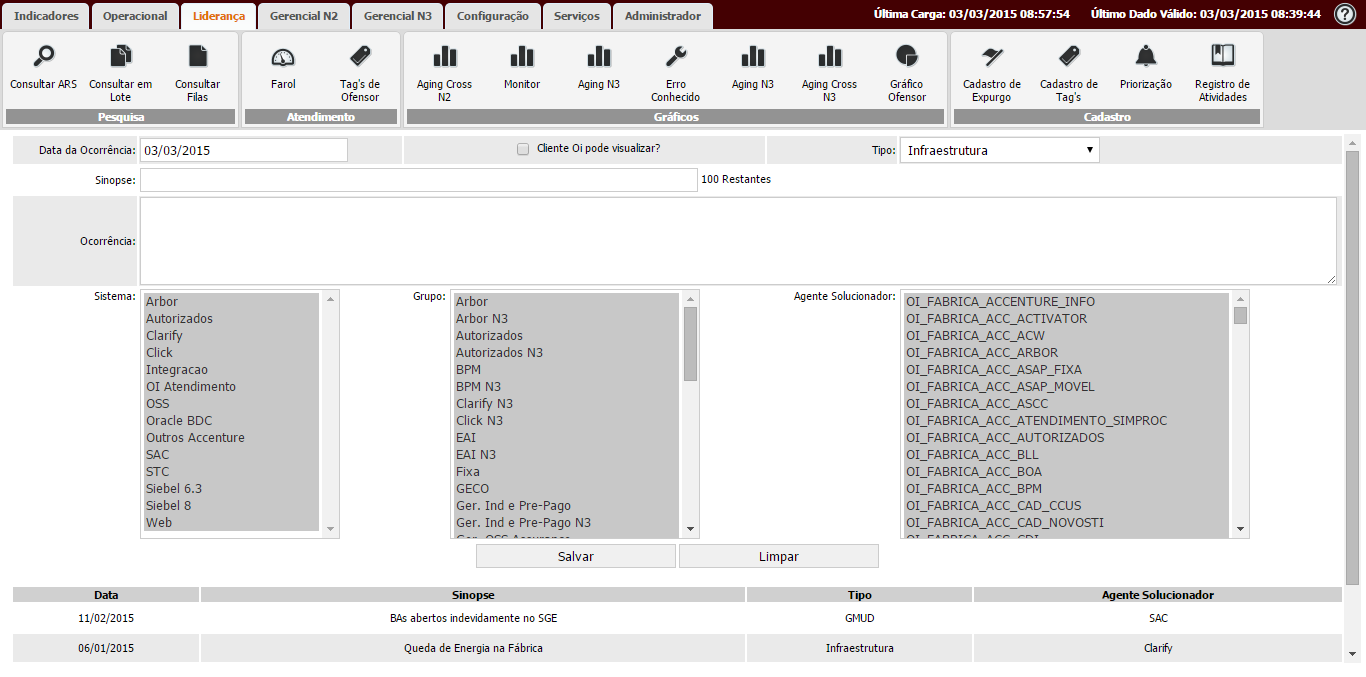 Indicadores Operacional Liderança Gerencial N2 Gerencial N3 Configuração Serviços Administrador Última Carga: 03/03/2015 08:57:54 Último Dado Válido: 03/03/2015 08:39:44 ?
Consultar ARS Consultar em Lote Consultar Filas
Pesquisa
Farol Tag's de Ofensor
Atendimento
Aging Cross N2 Monitor Aging N3 Erro Conhecido Aging N3 Aging Cross N3 Gráfico Ofensor
Gráficos
Cadastro de Expurgo Cadastro de Tag's Priorização Registro de Atividades
Cadastro
Data da Ocorrência: 03/03/2015 Cliente Oi pode visualizar? Tipo: Infraestrutura
Sinopse: 100 Restantes
Ocorrência:
Sistema:
Arbor
Autorizados
Clarify
Click
Integracao
OI Atendimento
OSS
Oracle BDC
Outros Accenture
SAC
STC
Siebel 6.3
Siebel 8
Web
Grupo:
Arbor
Arbor N3
Autorizados
Autorizados N3
BPM
BPM N3
Clarify N3
Click N3
EAI
EAI N3
Fixa
GECO
Ger. Ind e Pre-Pago
Ger. Ind e Pre-Pago N3
Agente Solucionador:
OI_FABRICA_ACCENTURE_INFO
OI_FABRICA_ACC_ACTIVATOR
OI_FABRICA_ACC_ACW
OI_FABRICA_ACC_ARBOR
OI_FABRICA_ACC_ASAP_FIXA
OI_FABRICA_ACC_ASAP_MOVEL
OI_FABRICA_ACC_ASCC
OI_FABRICA_ACC_ATENDIMENTO_SIMPROC
OI_FABRICA_ACC_AUTORIZADOS
OI_FABRICA_ACC_BLL
OI_FABRICA_ACC_BOA
OI_FABRICA_ACC_BPM
OI_FABRICA_ACC_CAD_CCUS
OI_FABRICA_ACC_CAD_NOVOSTI
Salvar Limpar
Data Sinopse Tipo Agente Solucionador
11/02/2015 BAs abertos indevidamente no SGE GMUD SAC
06/01/2015 Queda de Energia na Fábrica Infraestrutura Clarify